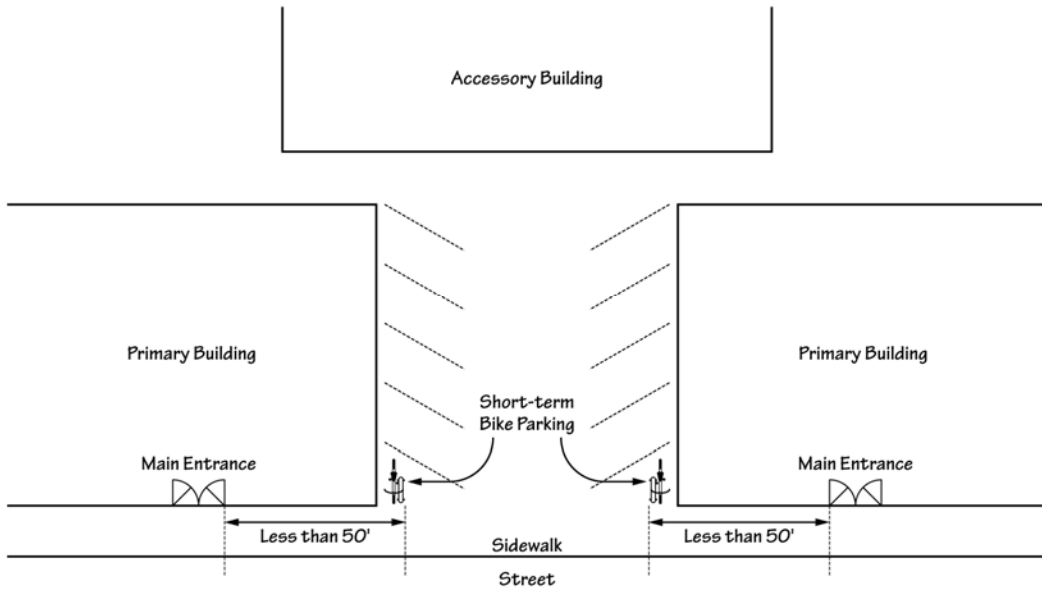 Accessory Building
Primary Building
Primary Building
Short-term
Bike Parking
Main Entrance
Main Entrance
Less than 50'
Less than 50'
Sidewalk
Street